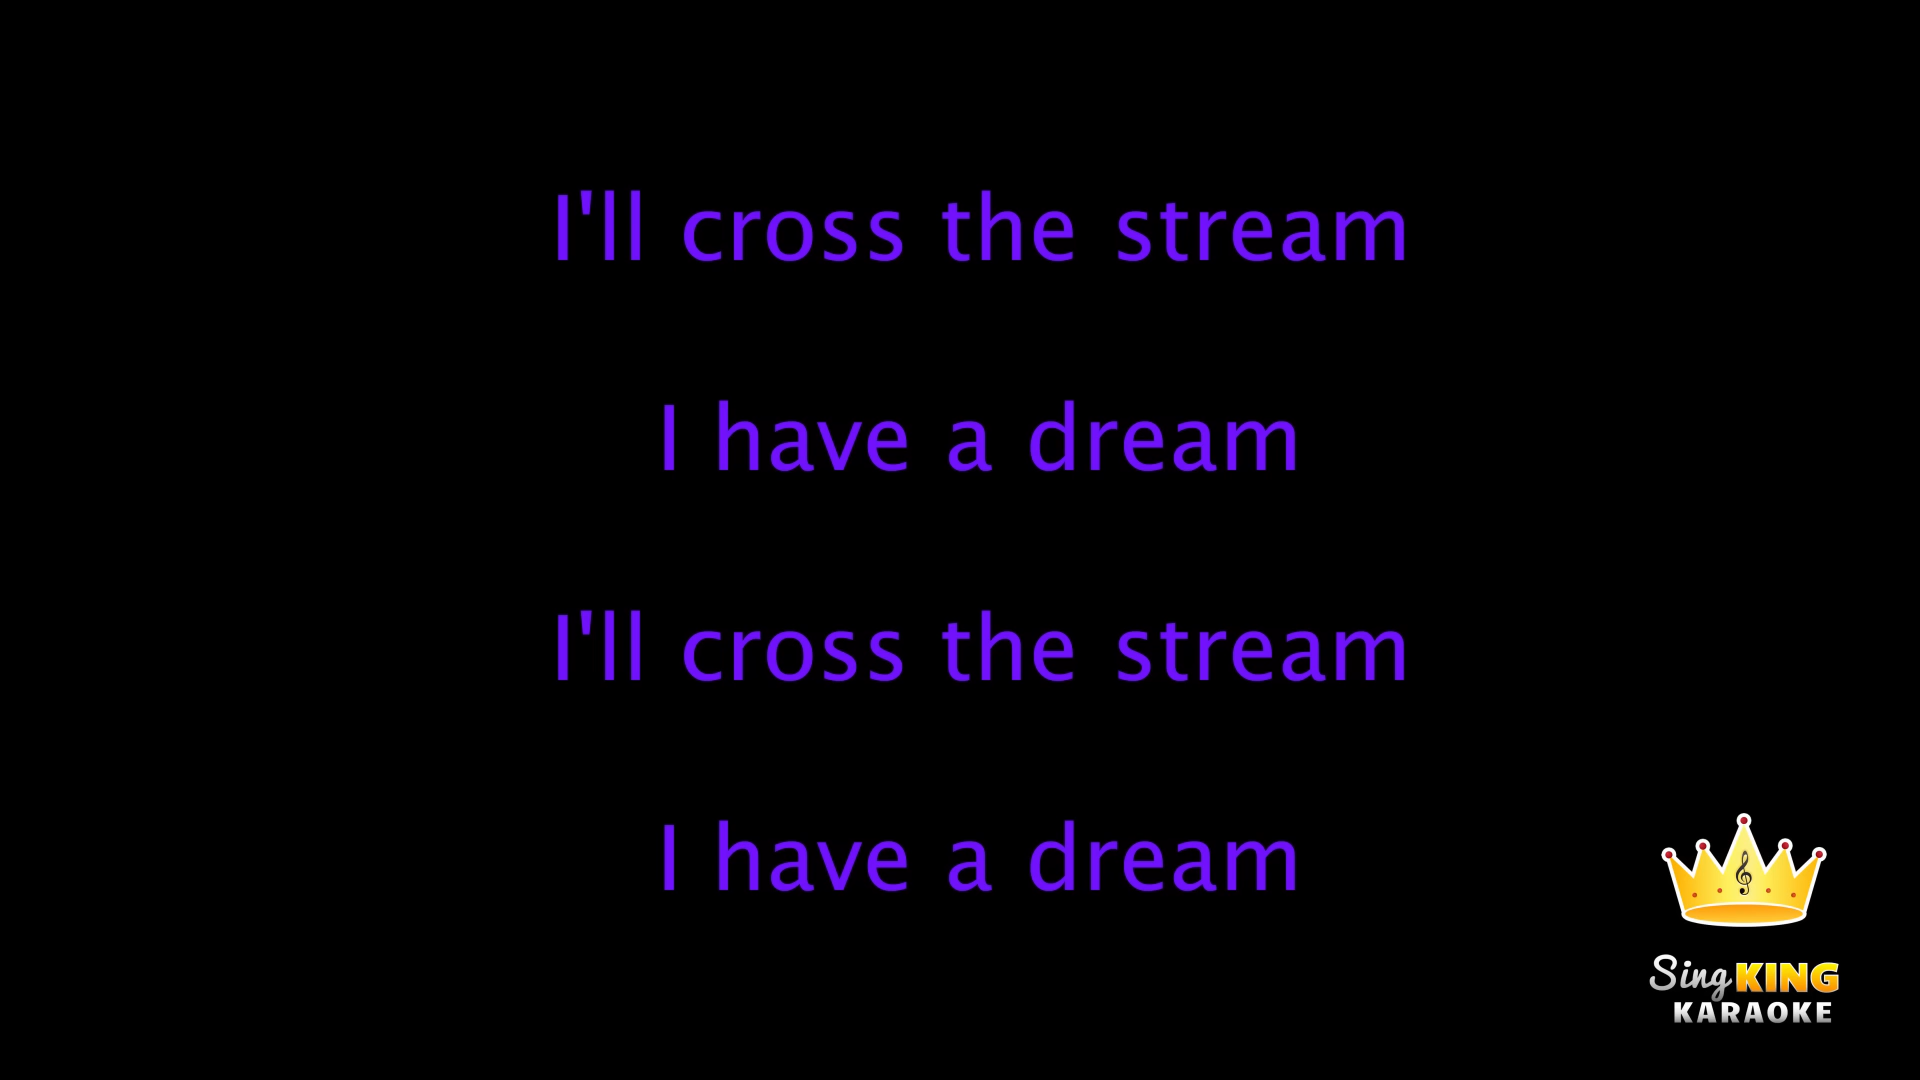 I'll cross the stream
I have a dream
I'll cross the stream
I have a dream
Sing KING
KARAOKE